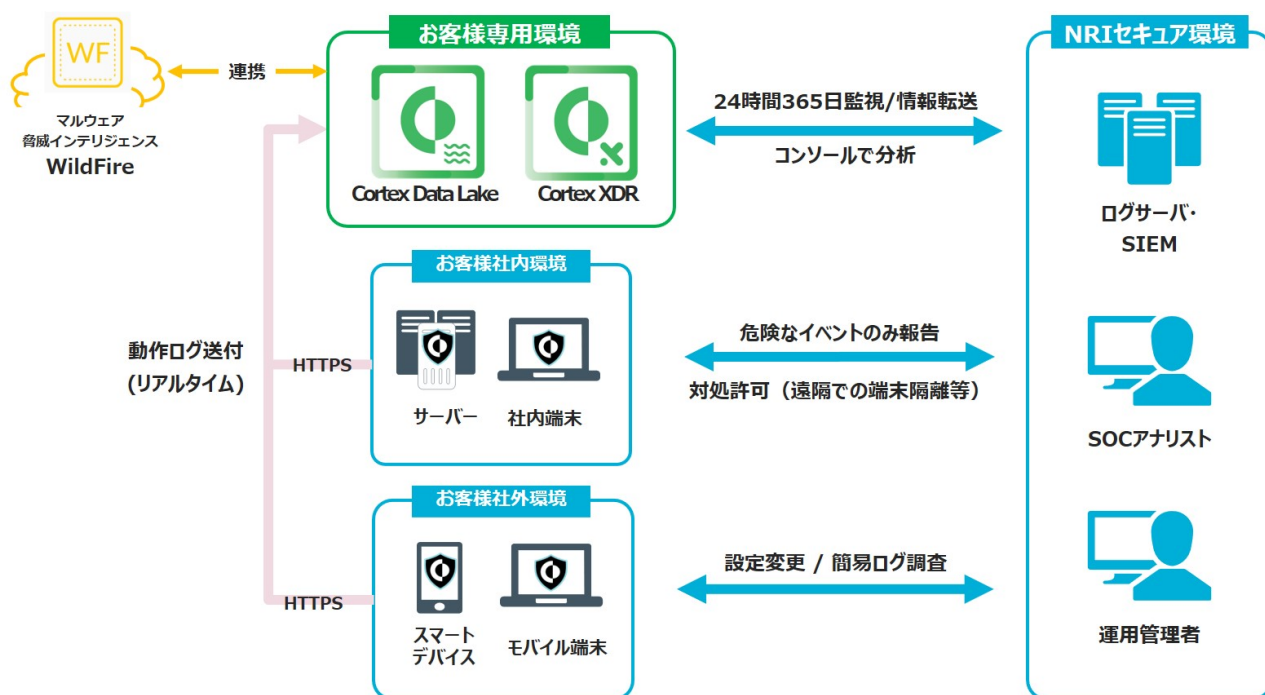 WF
連携
マルウェア
脅威インテリジェンス
WildFire
お客様専用環境
Cortex Data Lake
Cortex XDR
24時間365日監視/情報転送
コンソールで分析
NRIセキュア環境
ログサーバ・
SIEM
動作ログ送付
(リアルタイム)
HTTPS
お客様社内環境
サーバー
社内端末
危険なイベントのみ報告
対処許可（遠隔での端末隔離等）
SOCアナリスト
HTTPS
お客様社外環境
スマート
デバイス
モバイル端末
設定変更 / 簡易ログ調査
運用管理者